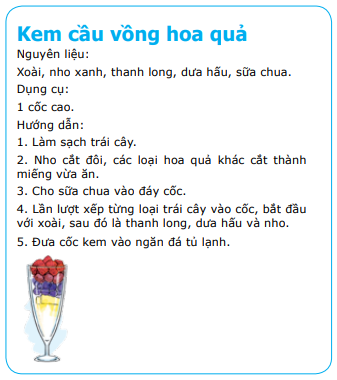 Kem cầu vồng hoa quả
Nguyên liệu:
Xoài, nho xanh, thanh long, dưa hấu, sữa chua.
Dụng cụ:
1 cốc cao.
Hướng dẫn:
1. Làm sạch trái cây.
2. Nho cắt đôi, các loại hoa quả khác cắt thành
miếng vừa ăn.
3. Cho sữa chua vào đáy cốc.
4. Lần lượt xếp từng loại trái cây vào cốc, bắt đầu
với xoài, sau đó là thanh long, dưa hấu và nho.
5. Đưa cốc kem vào ngăn đá tủ lạnh.